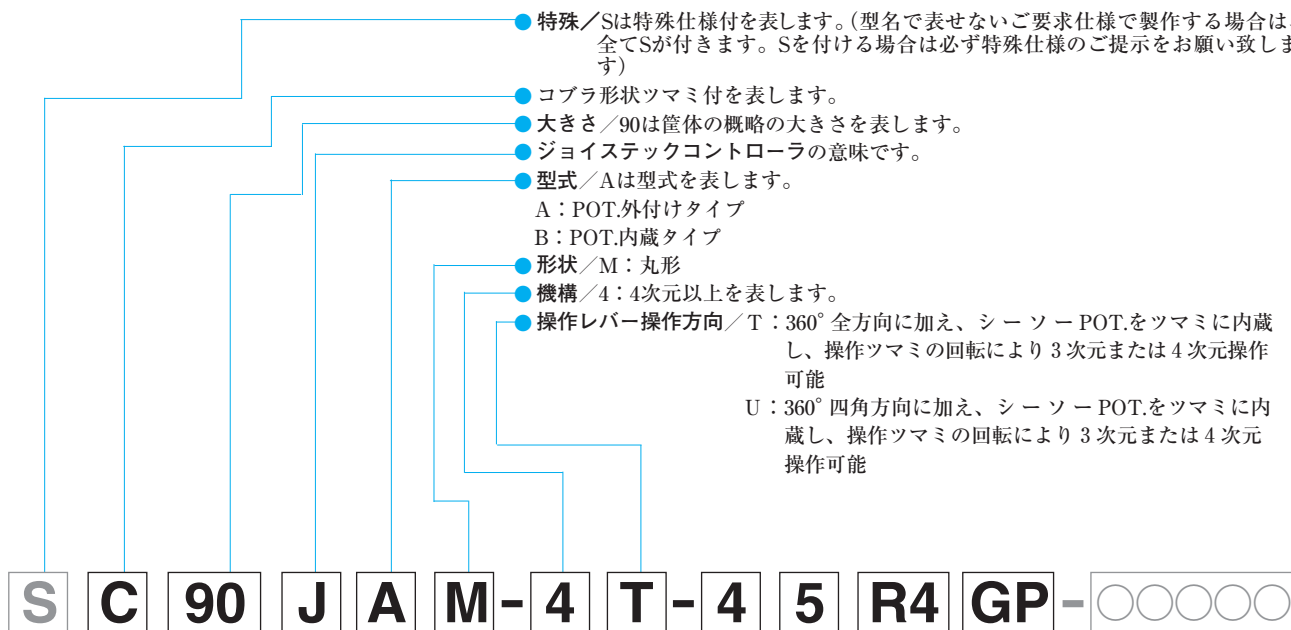 特殊／Sは特殊仕様付を表します。（型名で表せないご要求仕様で製作する場合は
全てSが付きます。Sを付ける場合は必ず特殊仕様のご提示をお願い致しま
す）
コブラ形状ツマミ付を表します。
大きさ／90は筐体の概略の大きさを表します。
ジョイステックコントローラの意味です。
型式／Aは型式を表します。
A：POT.外付けタイプ
B：POT.内蔵タイプ
形状／M：丸形
機構／4：4次元以上を表します。
操作レバー操作方向／T：360°全方向に加え、シーソーPOT.をツマミに内蔵
し、操作ツマミの回転により3次元または4次元操作
可能
U：360°四角方向に加え、シーソーPOT.をツマミに内
蔵し、操作ツマミの回転により3次元または4次元
操作可能
S C 90 J A M-4 T-4 5 R4 GP-○○○○○